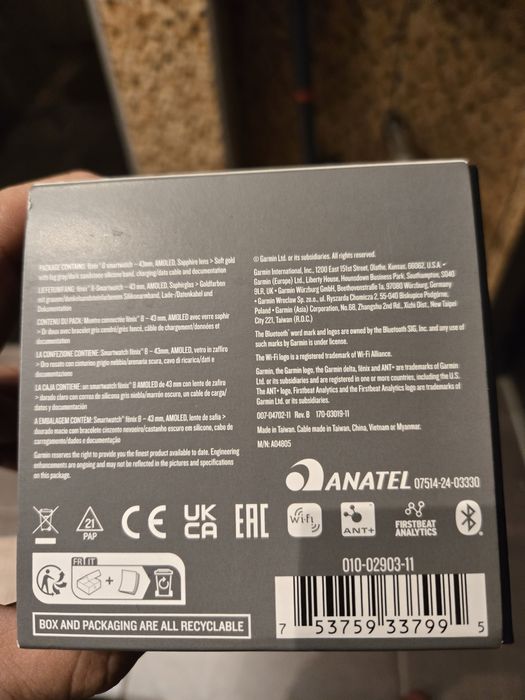 PACKAGE CONTAINS: fēnix® 8 smartwatch – 43mm, AMOLED, Sapphire lens > Soft gold
with fog gray/dark sandstone silicone band, charging/data cable and documentation
LIEFERUMFANG: fēnix® 8-Smartwatch – 43 mm, AMOLED, Saphirglas > Goldfarben
mit grauem/dunkelsandsteinfarbenem Silikonarmband, Lade-/Datenkabel und
Dokumentation
CONTENU DU PACK: Montre connectée fēnix® 8 – 43 mm, AMOLED avec verre saphir
> Or doux avec bracelet gris combé/grès foncé, câble de chargement/données et
documentation
LA CONFEZIONE CONTIENE: Smartwatch fēnix® 8 – 43 mm, AMOLED, vetro in zaffiro
> Oro rosato con cinturino grigio nebbia/arenaria scura, cavo di ricarica/dati e
documentazione
LA CAJA CONTIENE: un smartwatch fēnix® 8 AMOLED de 43 mm con lente de zafiro
> dorado claro con correa de silicona gris niebla/marrón oscuro, un cable de carga/
datos y documentación
A EMBALAGEM CONTÉM: Smartwatch fēnix® 8 – 43 mm, AMOLED, lente de safira >
Dourado macio com bracelete cinzento nevoeiro/castanho escuro em silicone, cabo de
carregamento/dados e documentação
Garmin reserves the right to provide you the finest product available to date. Engineering
enhancements are ongoing and may not be reflected in the pictures and specifications
on this package.
© Garmin Ltd. or its subsidiaries. All rights reserved.
Garmin International, Inc., 1200 East 151st Street, Olathe, Kansas, 66062, U.S.A •
Garmin (Europe) Ltd., Liberty House, Hounsdown Business Park, Southampton, SO40
9LR, UK • Garmin Würzburg GmbH, Beethovenstraße 1a, 97080 Würzburg, Germany
• Garmin Wroclaw Sp. z o.o., ul. Ryszarda Chomicza 2, 55-080 Biskupice Podgórne,
Poland • Garmin (Asia) Corporation, No.68, Zhangshu 2nd Rd., Xizhi Dist., New Taipei
City 221, Taiwan (R.O.C.)
The Bluetooth® word mark and logos are owned by the Bluetooth SIG, Inc. and any use of
such marks by Garmin is under license.
The Wi-Fi logo is a registered trademark of Wi-Fi Alliance.
Garmin, the Garmin logo, the Garmin delta, fēnix and ANT+ are trademarks of Garmin
Ltd. or its subsidiaries and are registered in one or more countries, including the U.S.
The ANT+ logo, Firstbeat Analytics and the Firstbeat Analytics logo are trademarks of
Garmin Ltd. or its subsidiaries.
007-04702-11 Rev. B 170-03019-11
Made in Taiwan. Cable made in Taiwan, China, Vietnam or Myanmar.
M/N: A04805
ANATEL 07514-24-03330
21
PAP
CE
UK
CA
EAC
Wi-Fi
ANT+
FIRSTBEAT
ANALYTICS
FR IT
+
BOX AND PACKAGING ARE ALL RECYCLABLE
010-02903-11
7 53759 33799 5